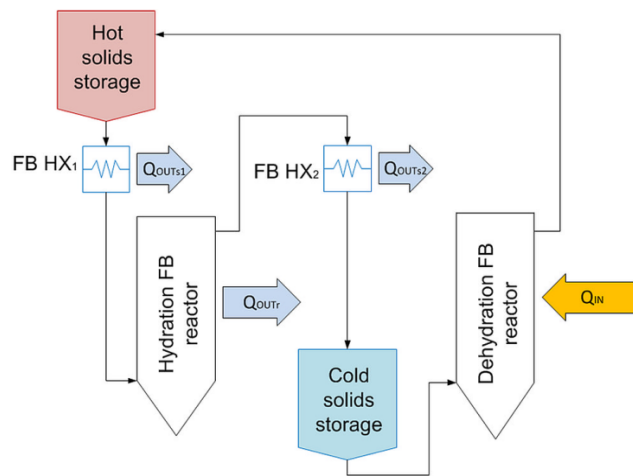 Hot
solids
storage
FB HX1
QOUTs1
FB HX2
QOUTs2
Hydration FB
reactor
QOUTr
Dehydration FB
reactor
QIN
Cold
solids
storage